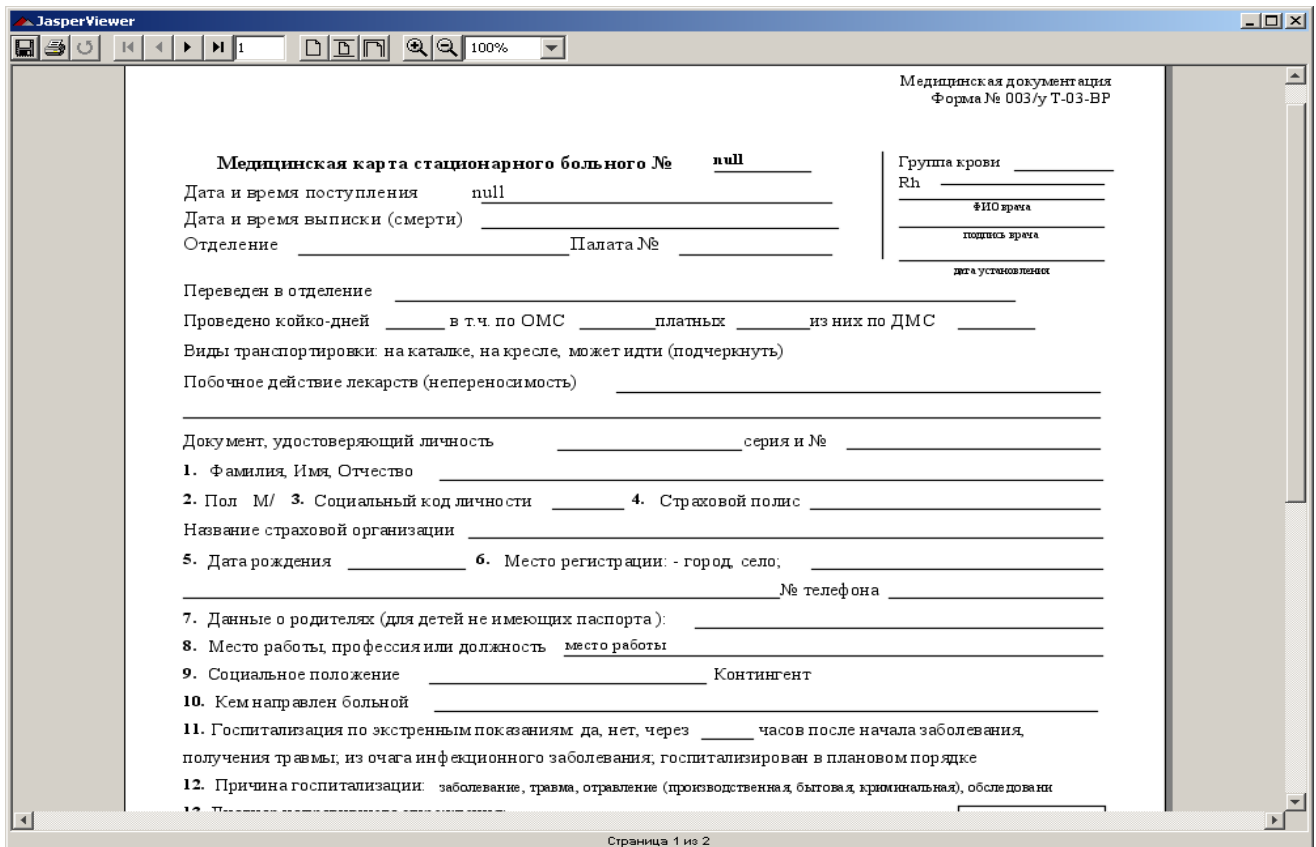 JasperViewer
1
100%
Медицинская документация
Форма № 003/у Т-03-ВР
Медицинская карта стационарного больного № null
Группа крови
Дата и время поступления null
Rh
ФИО врача
Дата и время выписки (смерти)
подпись врача
Отделение Палата №
дата установления
Переведен в отделение
Проведено койко-дней в т.ч. по ОМС платных из них по ДМС
Виды транспортировки: на каталке, на кресле, может идти (подчеркнуть)
Побочное действие лекарств (непереносимость)
Документ, удостоверяющий личность серия и №
1. Фамилия, Имя, Отчество
2. Пол М/ 3. Социальный код личности 4. Страховой полис
Название страховой организации
5. Дата рождения 6. Место регистрации: - город, село;
№ телефона
7. Данные о родителях (для детей не имеющих паспорта ):
8. Место работы, профессия или должность место работы
9. Социальное положение Контингент
10. Кем направлен больной
11. Госпитализация по экстренным показаниям: да, нет, через часов после начала заболевания,
получения травмы; из очага инфекционного заболевания; госпитализирован в плановом порядке
12. Причина госпитализации: заболевание, травма, отравление (производственная, бытовая, криминальная), обследовани
Страница 1 из 2